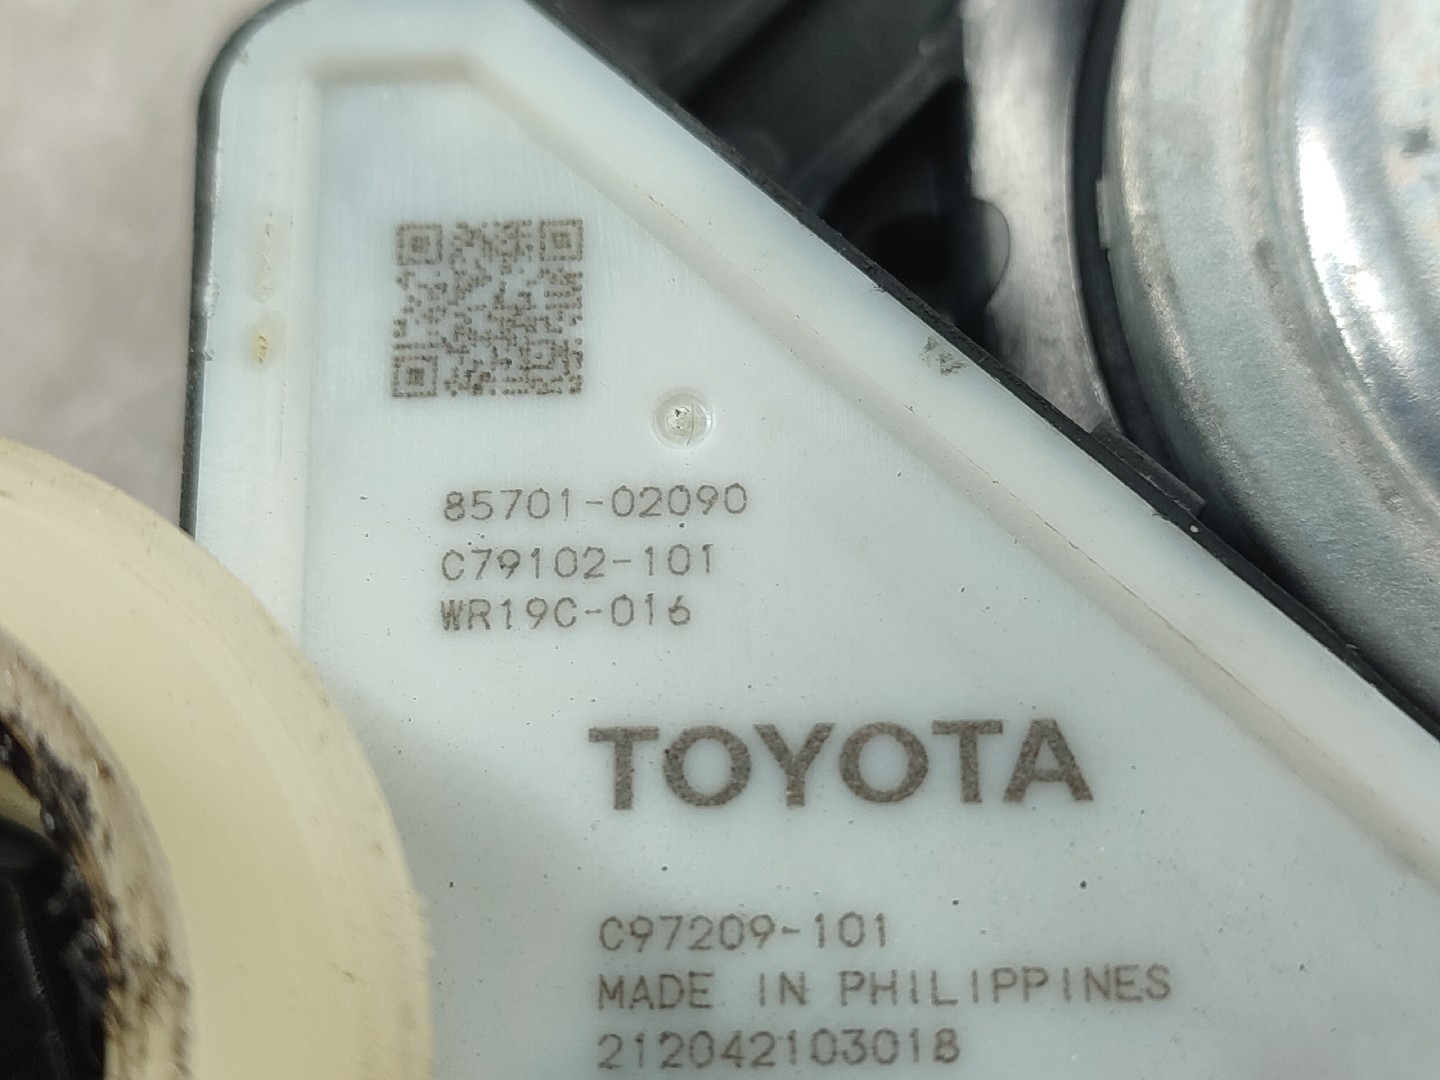 85701-02090
C79102-101
WR19C-016
TOYOTA
C97209-101
MADE IN PHILIPPINES
212042103018